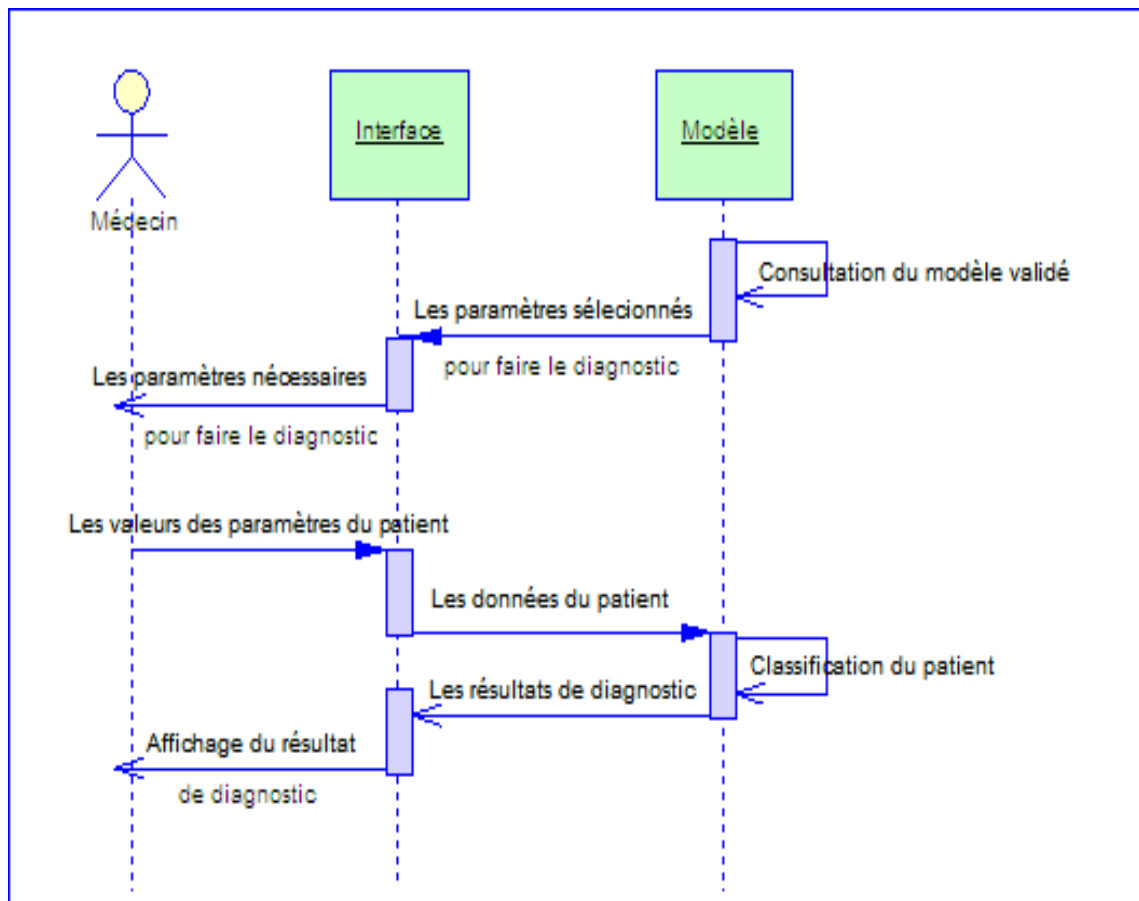 Interface
Modèle
Médecin
Consultation du modèle validé
Les paramètres sélecionnés
pour faire le diagnostic
Les paramètres nécessaires
pour faire le diagnostic
Les valeurs des paramètres du patient
Les données du patient
Classification du patient
Les résultats de diagnostic
Affichage du résultat
de diagnostic